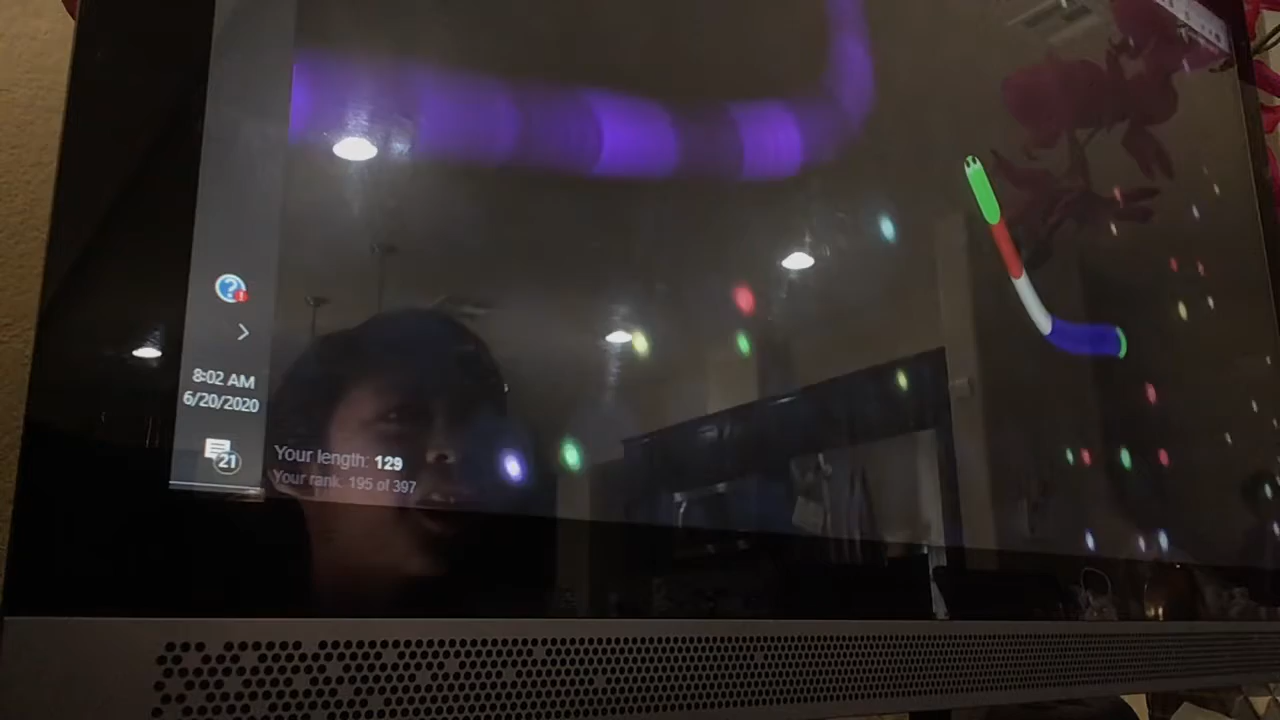 ?
!
8:02 AM
6/20/2020
21
Your length: 129
Your rank: 195 of 397